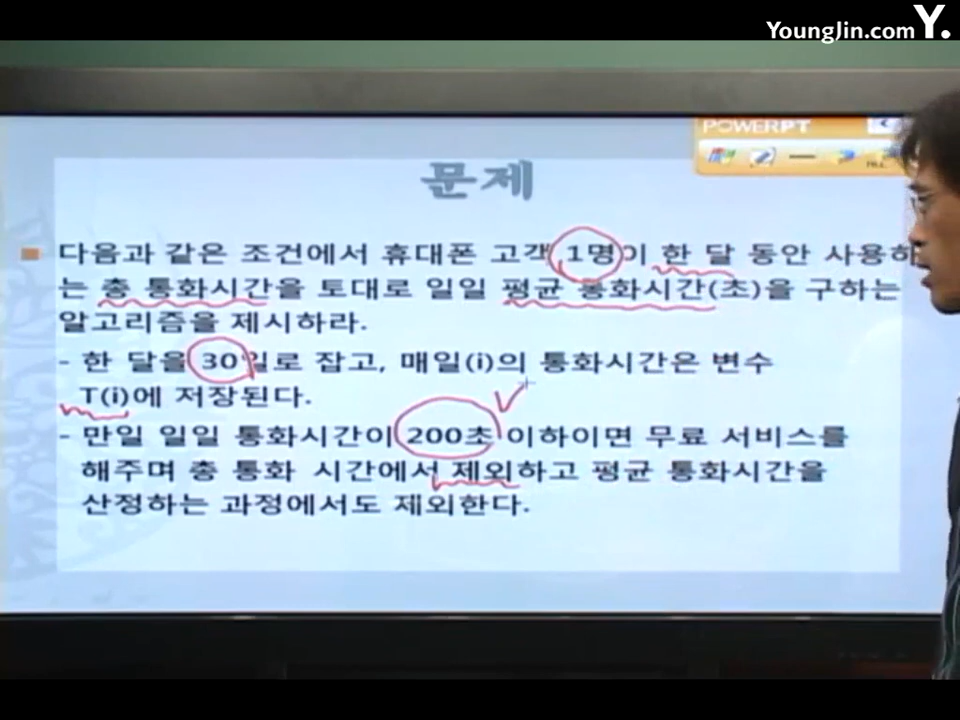 YoungJin.com Y.
POWERPT
문제
다음과 같은 조건에서 휴대폰 고객 1명이 한 달 동안 사용하
는 총 통화시간을 토대로 일일 평균 통화시간(초)을 구하는
알고리즘을 제시하라.
- 한 달을 30일로 잡고, 매일(i)의 통화시간은 변수
T(i)에 저장된다.
- 만일 일일 통화시간이 200초 이하이면 무료 서비스를
해주며 총 통화 시간에서 제외하고 평균 통화시간을
산정하는 과정에서도 제외한다.